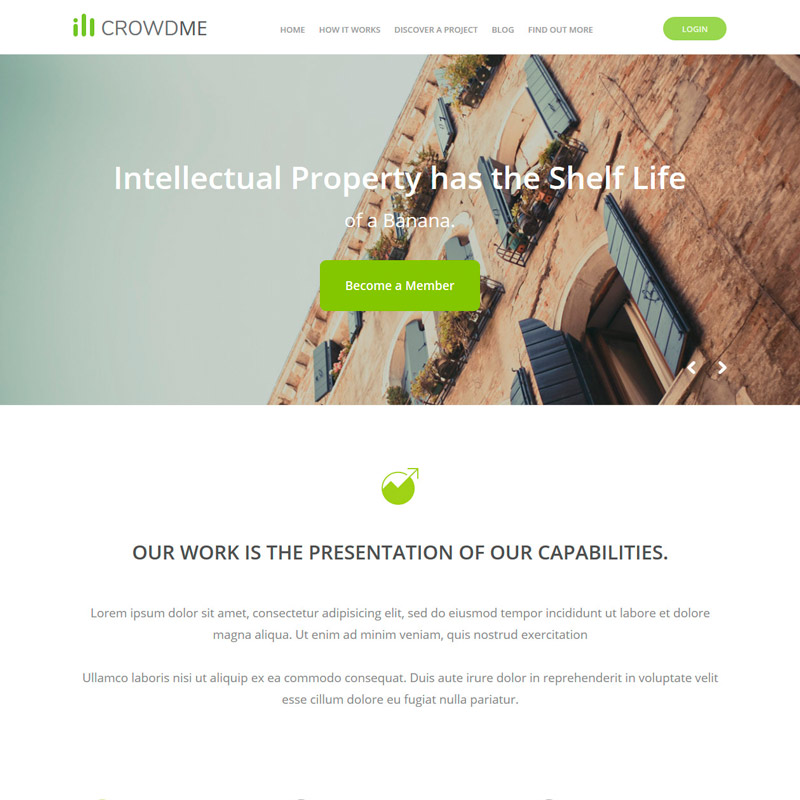 CROWDME
HOME HOW IT WORKS DISCOVER A PROJECT BLOG FIND OUT MORE
LOGIN
Intellectual Property has the Shelf Life
of a Banana.
Become a Member
OUR WORK IS THE PRESENTATION OF OUR CAPABILITIES.
Lorem ipsum dolor sit amet, consectetur adipisicing elit, sed do eiusmod tempor incididunt ut labore et dolore
magna aliqua. Ut enim ad minim veniam, quis nostrud exercitation
Ullamco laboris nisi ut aliquip ex ea commodo consequat. Duis aute irure dolor in reprehenderit in voluptate velit
esse cillum dolore eu fugiat nulla pariatur.